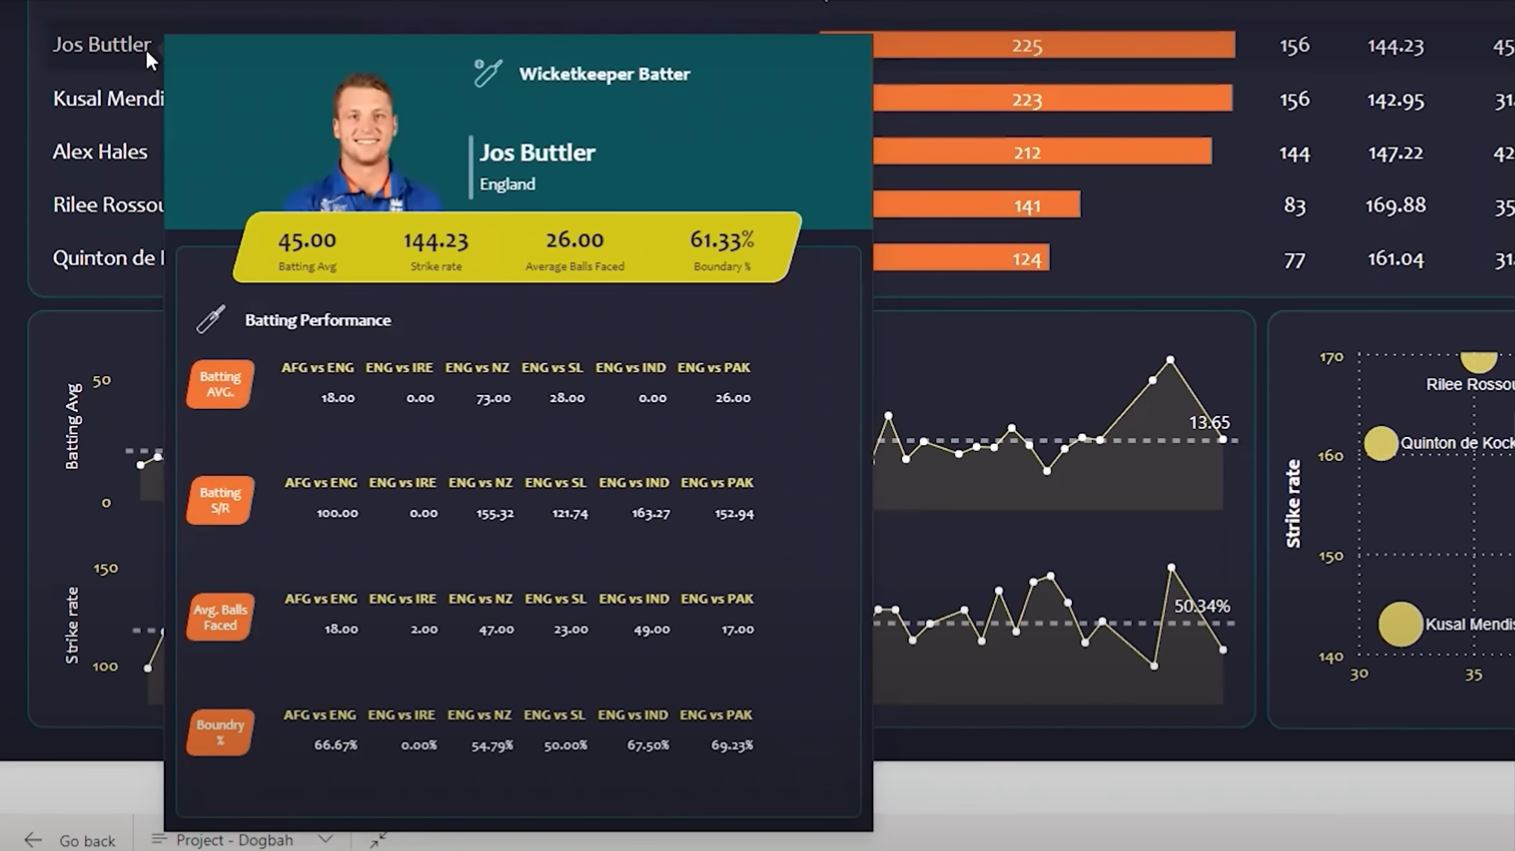 Jos Buttler
225
156
144.23
45
Kusal Mendi
223
156
142.95
31.
Alex Hales
212
144
147.22
42
Rilee Rossou
141
83
169.88
35
Quinton de
124
77
161.04
31.
Wicketkeeper Batter
Jos Buttler
England
45.00 144.23 26.00 61.33%
Batting Avg Strike rate Average Balls Faced Boundary %
Batting Performance
Batting AVG.
AFG vs ENG ENG vs IRE ENG vs NZ ENG vs SL ENG vs IND ENG vs PAK
18.00 0.00 73.00 28.00 0.00 26.00
Batting S/R
AFG vs ENG ENG vs IRE ENG vs NZ ENG vs SL ENG vs IND ENG vs PAK
100.00 0.00 155.32 121.74 163.27 152.94
Avg. Balls Faced
AFG vs ENG ENG vs IRE ENG vs NZ ENG vs SL ENG vs IND ENG vs PAK
18.00 2.00 47.00 23.00 49.00 17.00
Boundry %
AFG vs ENG ENG vs IRE ENG vs NZ ENG vs SL ENG vs IND ENG vs PAK
66.67% 0.00% 54.79% 50.00% 67.50% 69.23%
Batting Avg
50
0
Strike rate
150
100
13.65
50.34%
Strike rate
170
160
150
140
30 35
Rilee Rossou
Quinton de Kock
Kusal Mendis
Go back
Project - Dogbah